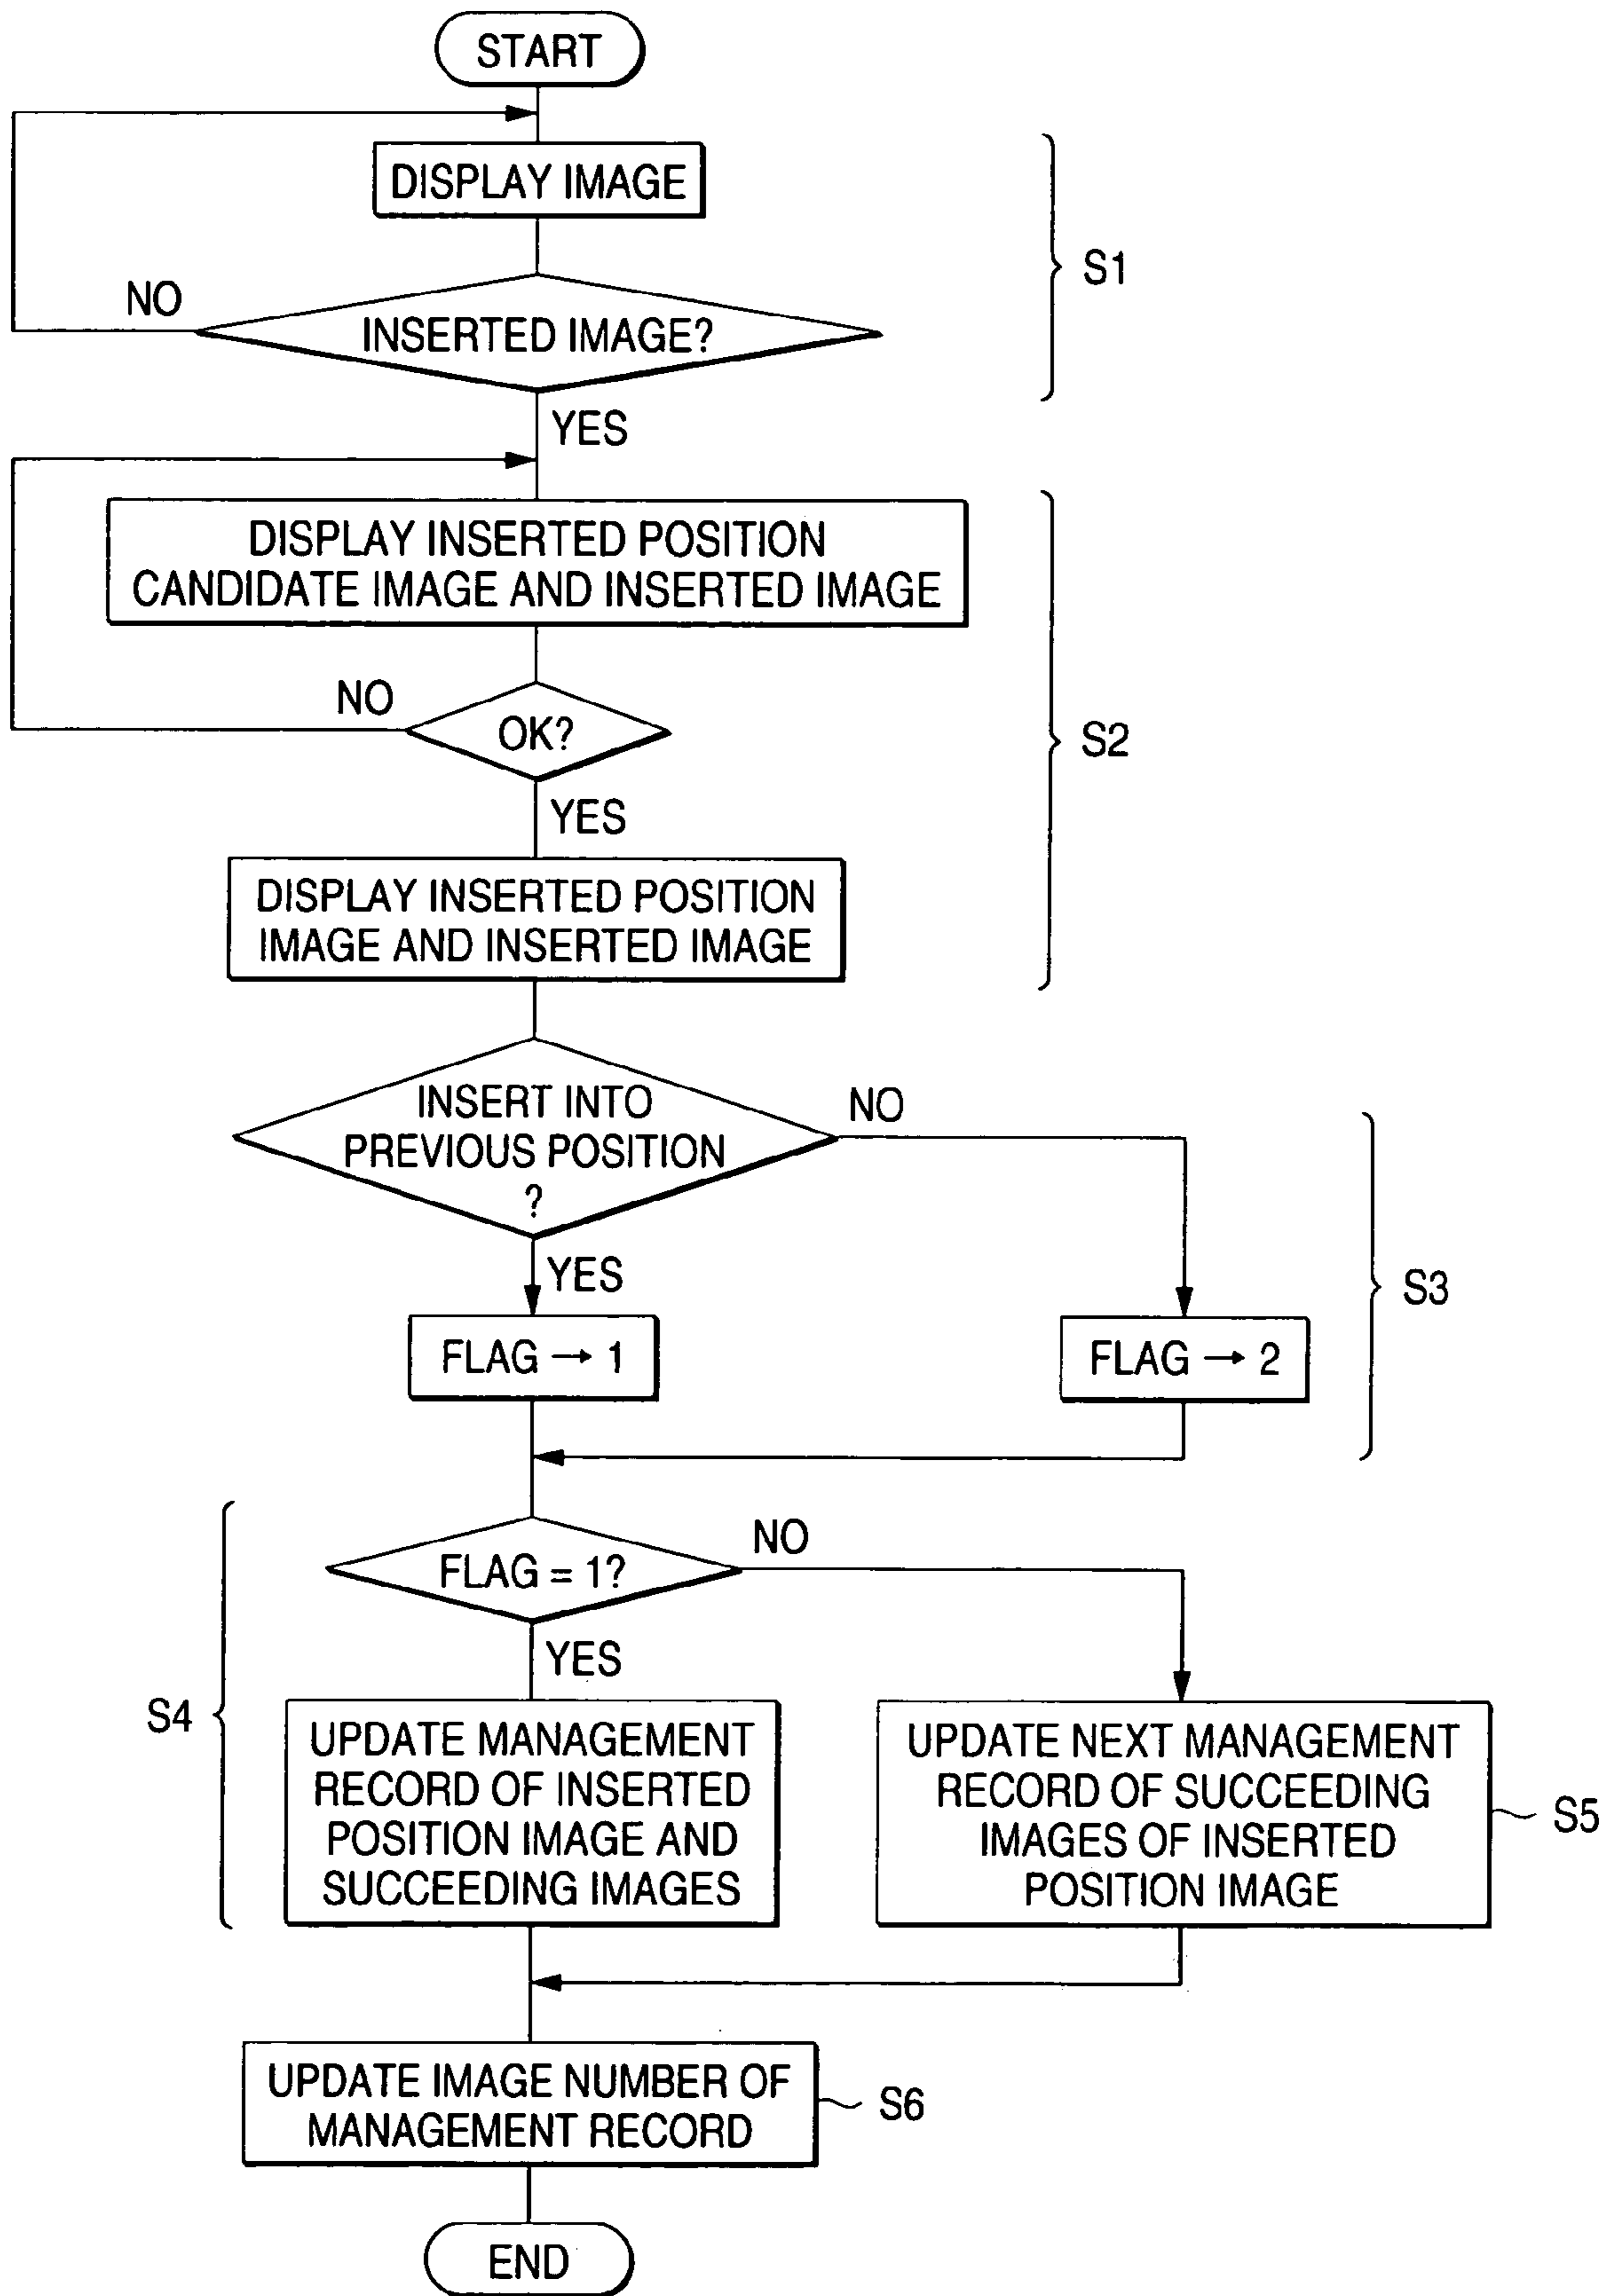 START
DISPLAY IMAGE
S1
NO
INSERTED IMAGE?
YES
DISPLAY INSERTED POSITION
CANDIDATE IMAGE AND INSERTED IMAGE
NO
OK?
S2
YES
DISPLAY INSERTED POSITION
IMAGE AND INSERTED IMAGE
INSERT INTO
PREVIOUS POSITION
?
NO
YES
S3
FLAG → 1
FLAG → 2
FLAG = 1?
NO
YES
S4
UPDATE MANAGEMENT
RECORD OF INSERTED
POSITION IMAGE AND
SUCCEEDING IMAGES
UPDATE NEXT MANAGEMENT
RECORD OF SUCCEEDING
IMAGES OF INSERTED
POSITION IMAGE
S5
UPDATE IMAGE NUMBER OF
MANAGEMENT RECORD
S6
END